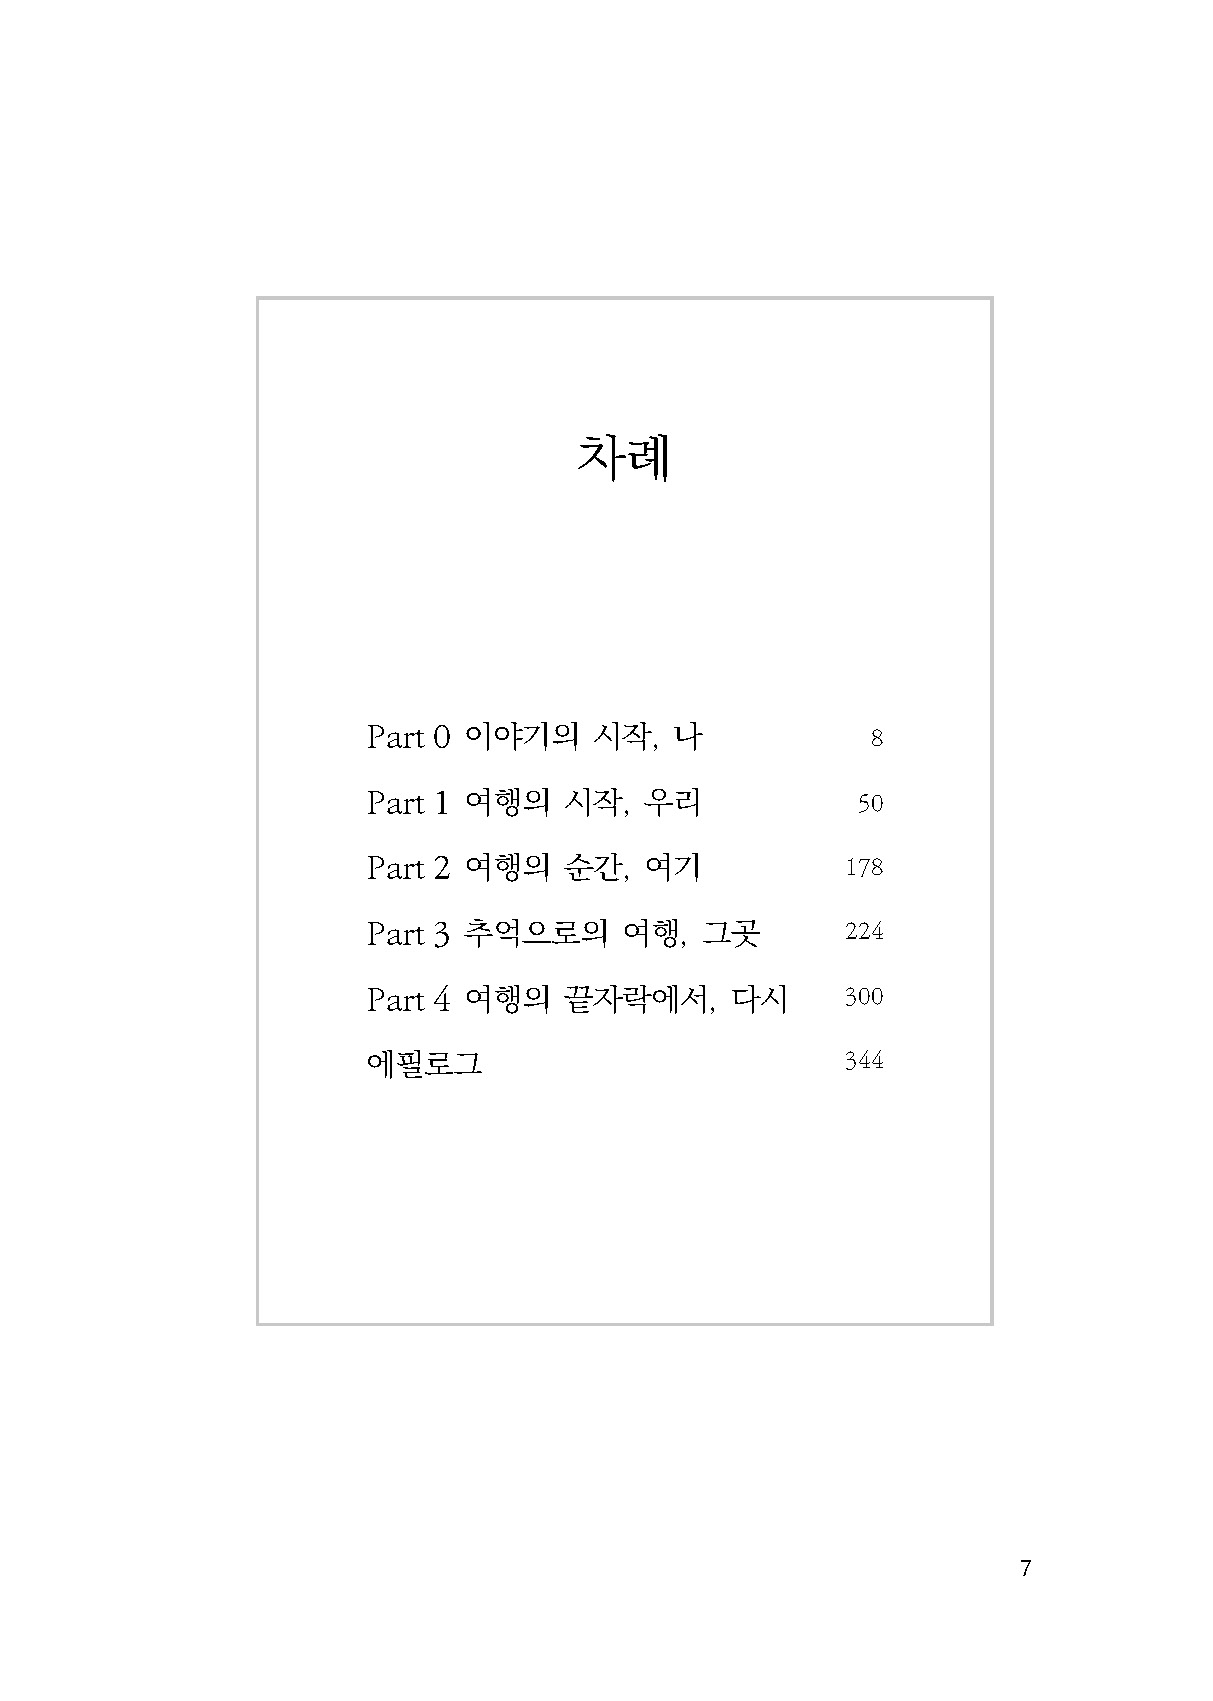 차례
Part 0 이야기의 시작, 나 8
Part 1 여행의 시작, 우리 50
Part 2 여행의 순간, 여기 178
Part 3 추억으로의 여행, 그곳 224
Part 4 여행의 끝자락에서, 다시 300
에필로그 344
7